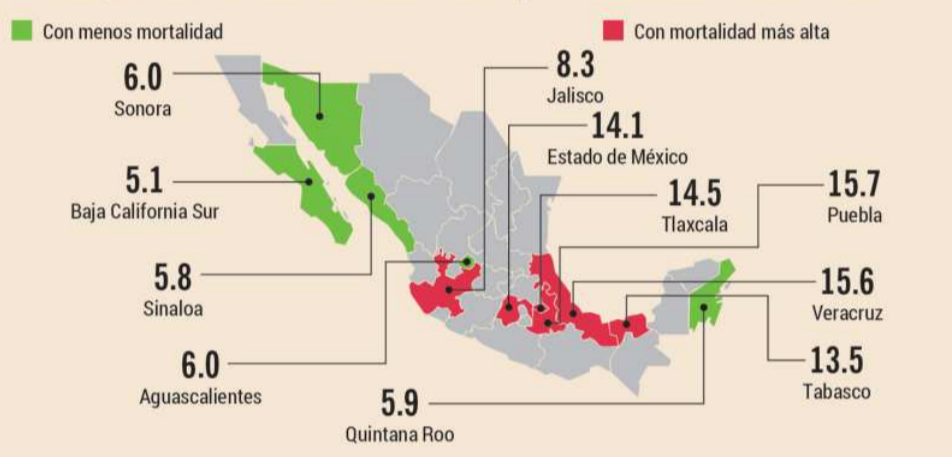 Con menos mortalidad
Con mortalidad más alta
6.0
Sonora
8.3
Jalisco
14.1
Estado de México
5.1
Baja California Sur
14.5
Tlaxcala
15.7
Puebla
5.8
Sinaloa
15.6
Veracruz
6.0
Aguascalientes
13.5
Tabasco
5.9
Quintana Roo